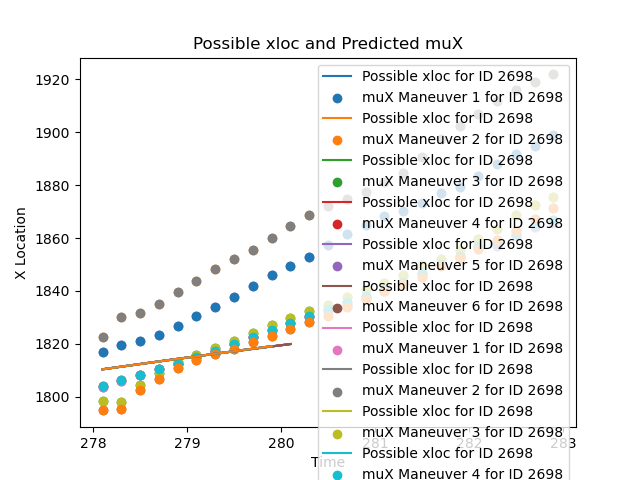 Possible xloc and Predicted muX
1920
1900
1880
1860
1840
1820
1800
X Location
278
279
280
281
282
283
Time
Possible xloc for ID 2698
muX Maneuver 1 for ID 2698
Possible xloc for ID 2698
muX Maneuver 2 for ID 2698
Possible xloc for ID 2698
muX Maneuver 3 for ID 2698
Possible xloc for ID 2698
muX Maneuver 4 for ID 2698
Possible xloc for ID 2698
muX Maneuver 5 for ID 2698
Possible xloc for ID 2698
muX Maneuver 6 for ID 2698
Possible xloc for ID 2698
muX Maneuver 1 for ID 2698
Possible xloc for ID 2698
muX Maneuver 2 for ID 2698
Possible xloc for ID 2698
muX Maneuver 3 for ID 2698
Possible xloc for ID 2698
muX Maneuver 4 for ID 2698